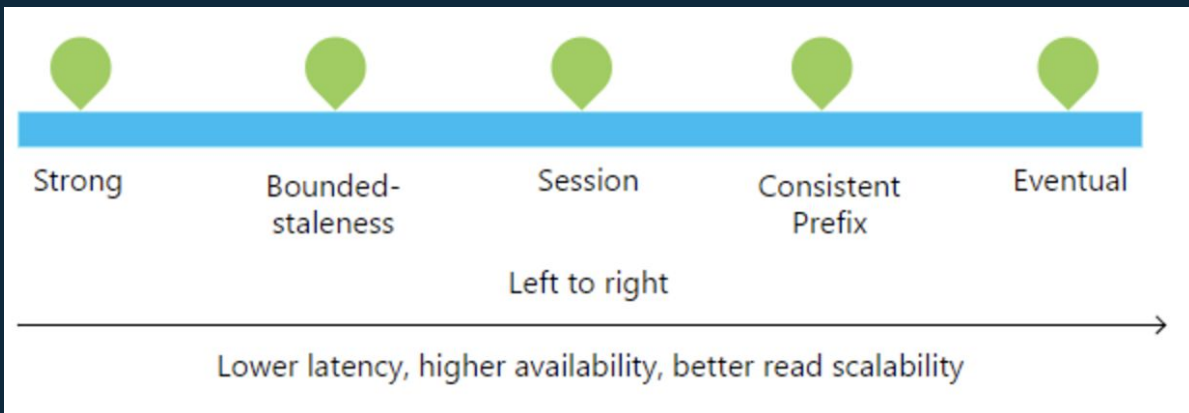 Strong
Bounded-
staleness
Session
Consistent
Prefix
Eventual
Left to right
Lower latency, higher availability, better read scalability